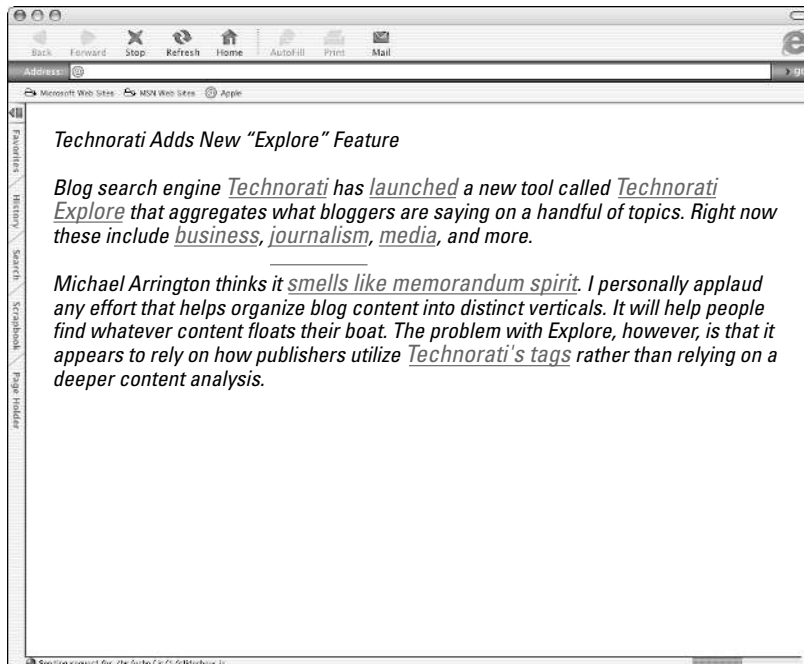 Back Forward Stop Refresh Home AutoFill Print Mail
Address: @ go
Microsoft Web Sites MSN Web Sites Apple
Favorites
History
Search
Scrapbook
Page Holder
Technorati Adds New “Explore” Feature
Blog search engine Technorati has launched a new tool called Technorati
Explore that aggregates what bloggers are saying on a handful of topics. Right now
these include business, journalism, media, and more.
Michael Arrington thinks it smells like memorandum spirit. I personally applaud
any effort that helps organize blog content into distinct verticals. It will help people
find whatever content floats their boat. The problem with Explore, however, is that it
appears to rely on how publishers utilize Technorati's tags rather than relying on a
deeper content analysis.